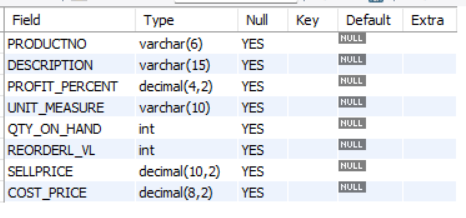 Field Type Null Key Default Extra
PRODUCTNO varchar(6) YES NULL
DESCRIPTION varchar(15) YES NULL
PROFIT_PERCENT decimal(4,2) YES NULL
UNIT_MEASURE varchar(10) YES NULL
QTY_ON_HAND int YES NULL
REORDERL_VL int YES NULL
SELLPRICE decimal(10,2) YES NULL
COST_PRICE decimal(8,2) YES NULL